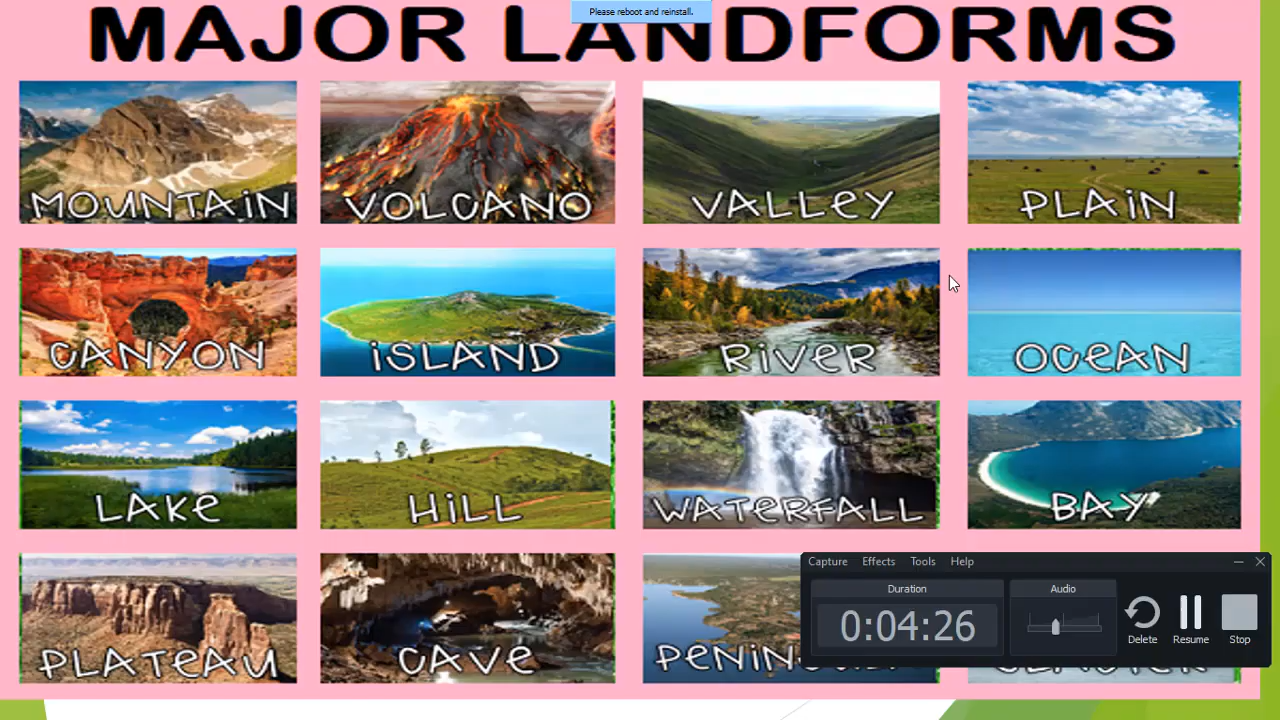 Please reboot and reinstall.
MAJOR LANDFORMS
MOUNTAIN VOLCANO VALLEY PLAIN
CANYON ISLAND RIVER OCEAN
LAKE HILL WATERFALL BAY
Capture Effects Tools Help
Duration Audio
0:04:26
Delete Resume Stop
PLATEAU CAVE